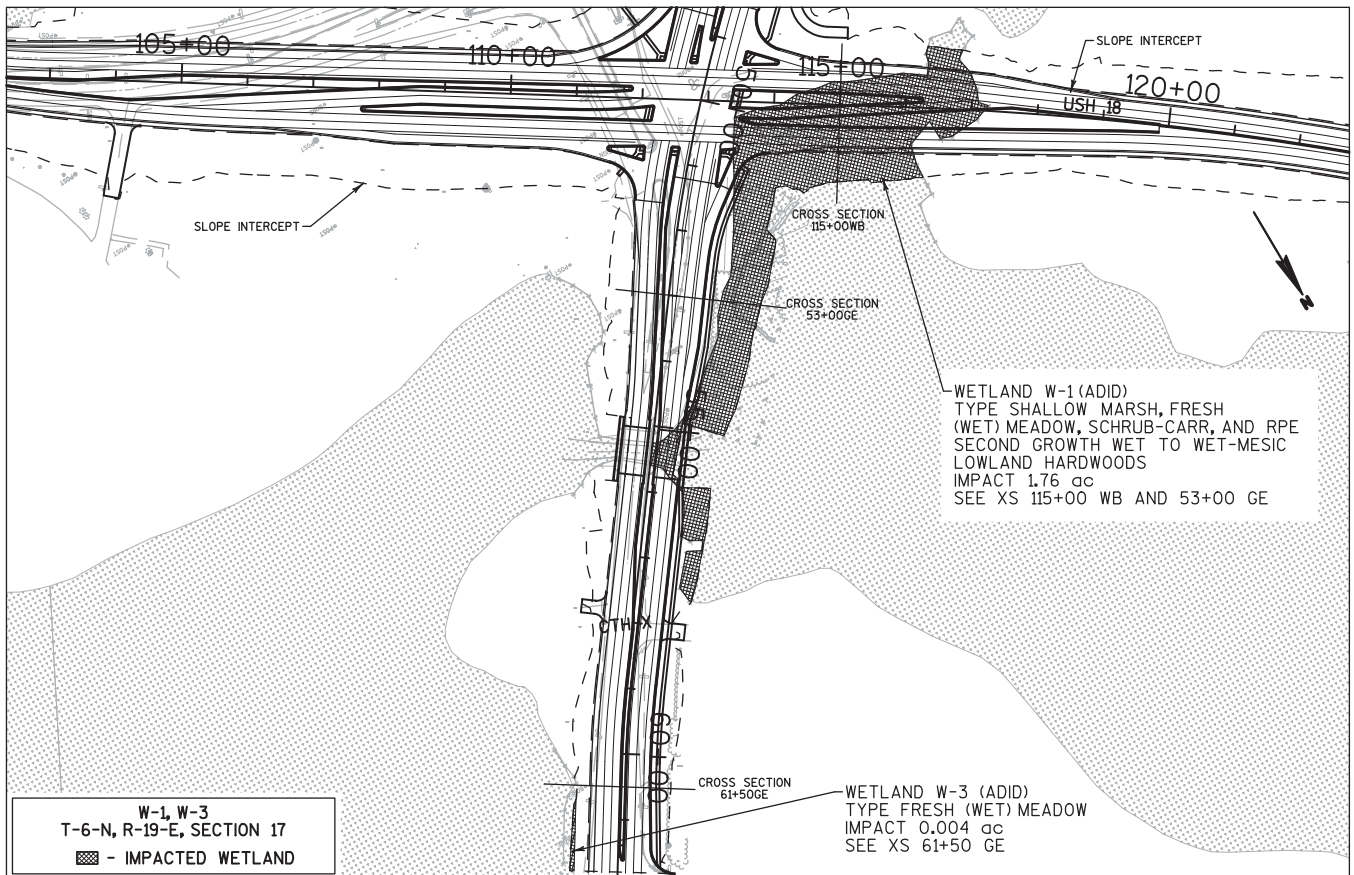 105+00
110+00
115+00
120+00
SLOPE INTERCEPT
USH 18
50+00
SLOPE INTERCEPT
CROSS SECTION
115+00WB
N
CROSS SECTION
53+00GE
WETLAND W-1 (ADID)
TYPE SHALLOW MARSH, FRESH
(WET) MEADOW, SCHRUB-CARR, AND RPE
SECOND GROWTH WET TO WET-MESIC
LOWLAND HARDWOODS
IMPACT 1.76 ac
SEE XS 115+00 WB AND 53+00 GE
CTH X
60+00
CROSS SECTION
61+50GE
WETLAND W-3 (ADID)
TYPE FRESH (WET) MEADOW
IMPACT 0.004 ac
SEE XS 61+50 GE
W-1, W-3
T-6-N, R-19-E, SECTION 17
- IMPACTED WETLAND